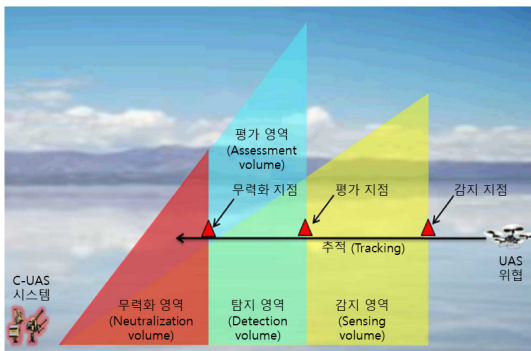 평가 영역
(Assessment
volume)
무력화 지점
평가 지점
감지 지점
추적 (Tracking)
UAS
위협
C-UAS
시스템
무력화 영역
(Neutralization
volume)
탐지 영역
(Detection
volume)
감지 영역
(Sensing
volume)